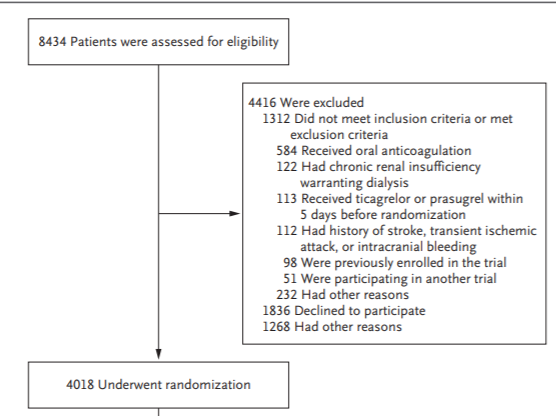 8434 Patients were assessed for eligibility
4416 Were excluded
1312 Did not meet inclusion criteria or met
exclusion criteria
584 Received oral anticoagulation
122 Had chronic renal insufficiency
warranting dialysis
113 Received ticagrelor or prasugrel within
5 days before randomization
112 Had history of stroke, transient ischemic
attack, or intracranial bleeding
98 Were previously enrolled in the trial
51 Were participating in another trial
232 Had other reasons
1836 Declined to participate
1268 Had other reasons
4018 Underwent randomization